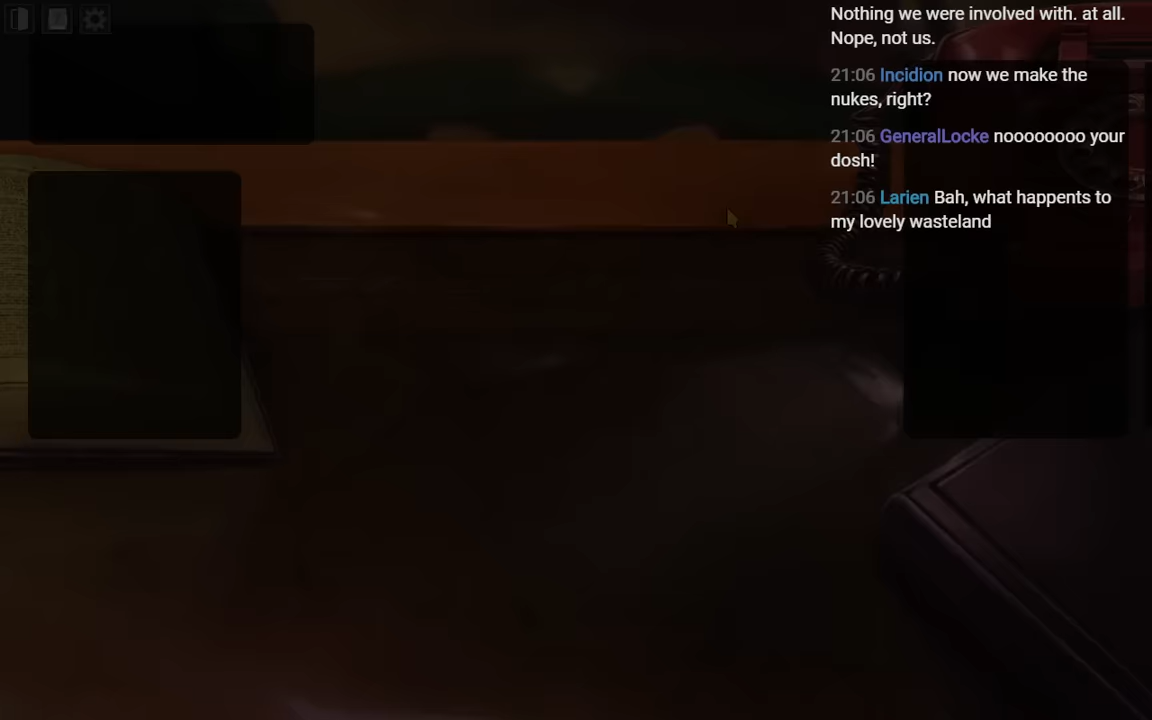 Nothing we were involved with. at all.
Nope, not us.
21:06 Incidion now we make the
nukes, right?
21:06 GeneralLocke noooooooo your
dosh!
21:06 Larien Bah, what happents to
my lovely wasteland